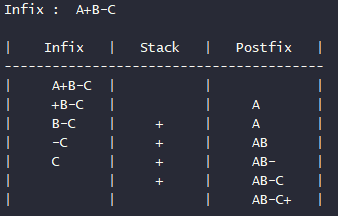 Infix :  A+B-C
|    Infix    |   Stack   |   Postfix   |
----------------------------------------
|     A+B-C |           |             |
|     +B-C  |           |     A       |
|     B-C   |     +     |     A       |
|     -C    |     +     |     AB      |
|     C     |     +     |     AB-     |
|           |     +     |     AB-C    |
|           |           |     AB-C+   |